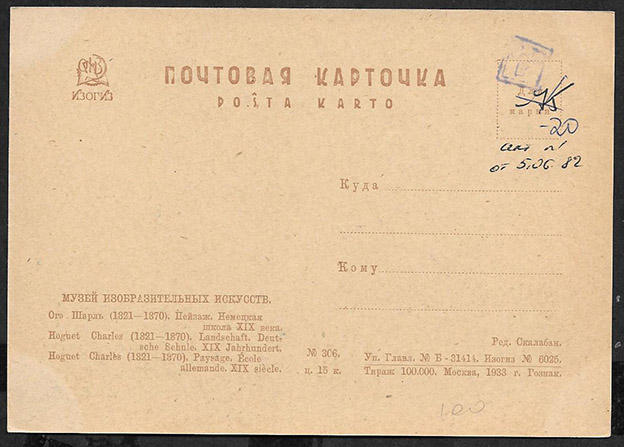 ИЗОГИЗ
ПОЧТОВАЯ КАРТОЧКА
POŜTA KARTO
марки
-20
от 5.06.82
Куда
Кому
МУЗЕЙ ИЗОБРАЗИТЕЛЬНЫХ ИСКУССТВ.
Огэ Шарль (1821—1870). Пейзаж. Немецкая
школа XIX века.
Hoguet Charles (1821—1870). Landschaft. Deut-
sche Schule. XIX Jahrhundert.
Hoguet Charles (1821—1870). Paysage. École
allemande. XIX siècle.
№ 306.
ц. 15 к.
Ред. Скалабан.
Уп. Главл. № Б - 31414. Изогиз № 6025.
Тираж 100.000. Москва, 1933 г. Гознак.
100